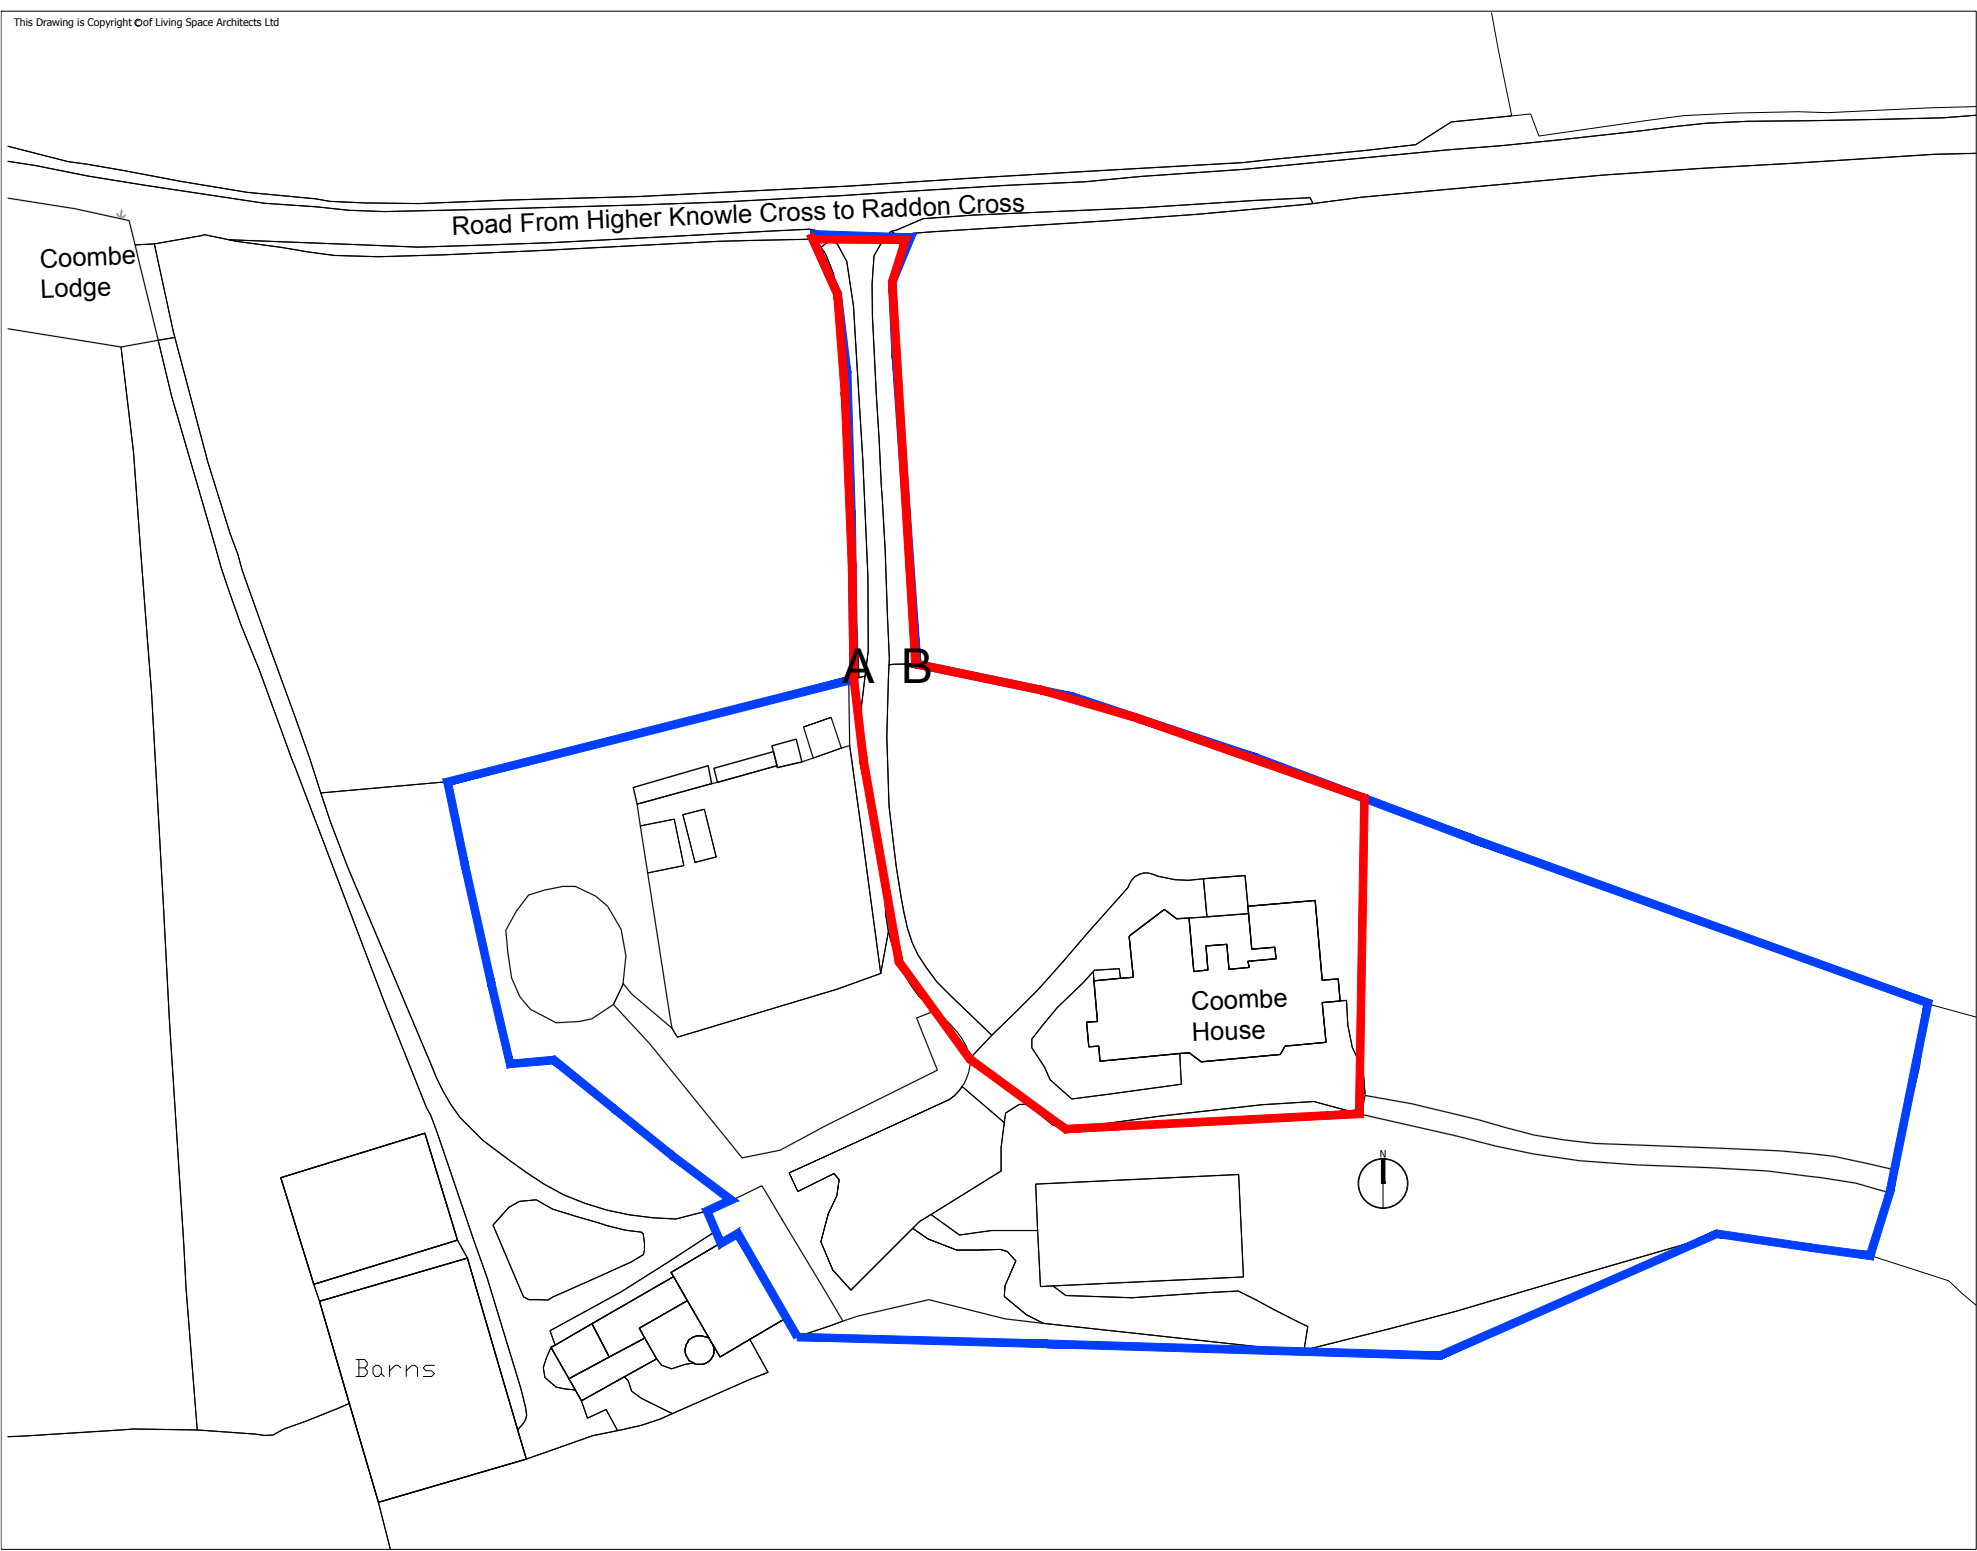 This Drawing is Copyright © of Living Space Architects Ltd
Road From Higher Knowle Cross to Raddon Cross
Coombe
Lodge
A B
Coombe
House
N
Barns